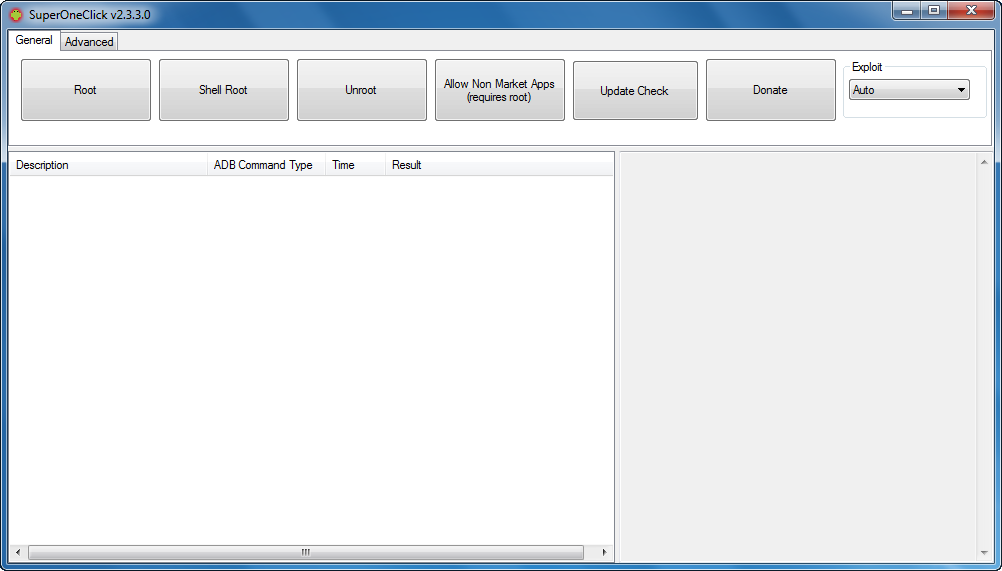 SuperOneClick v2.3.3.0
General
Advanced
Root
Shell Root
Unroot
Allow Non Market Apps
(requires root)
Update Check
Donate
Exploit
Auto
Description
ADB Command Type
Time
Result